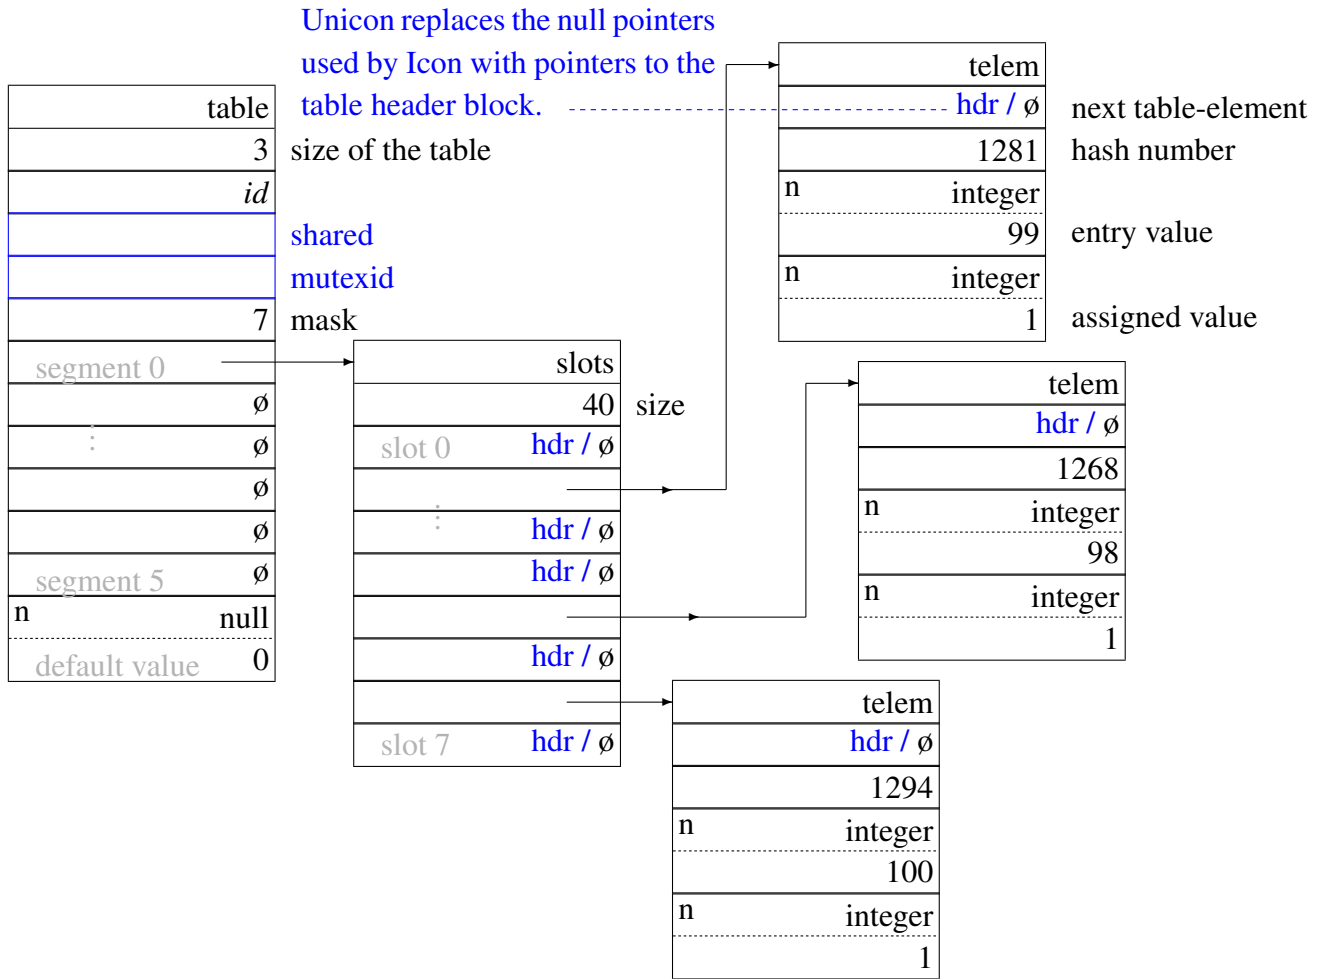 Unicon replaces the null pointers
used by Icon with pointers to the
table header block.
table
3 size of the table
id
shared
mutexid
7 mask
segment 0
ø
⋮ ø
ø
ø
segment 5 ø
n null
default value 0
slots
40 size
slot 0 hdr / ø
⋮ hdr / ø
hdr / ø
hdr / ø
slot 7 hdr / ø
telem
hdr / ø next table-element
1281 hash number
n integer
99 entry value
n integer
1 assigned value
telem
hdr / ø
1268
n integer
98
n integer
1
telem
hdr / ø
1294
n integer
100
n integer
1